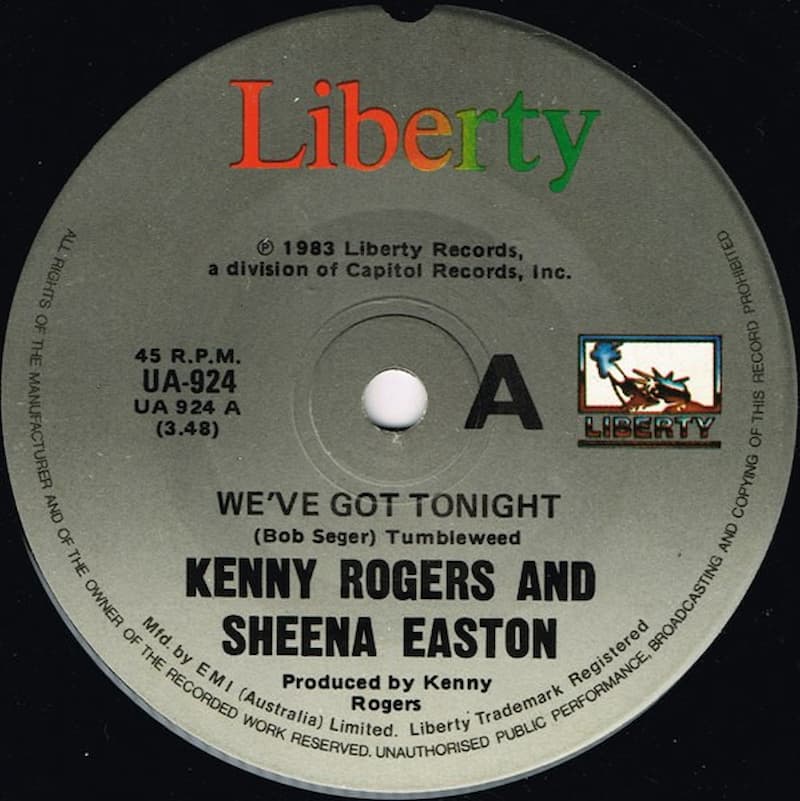 Liberty
℗ 1983 Liberty Records,
a division of Capitol Records, Inc.
45 R.P.M.
UA-924
UA 924 A
(3.48)
A
LIBERTY
WE'VE GOT TONIGHT
(Bob Seger) Tumbleweed
KENNY ROGERS AND
SHEENA EASTON
Produced by Kenny
Rogers
Mfd. by EMI (Australia) Limited. Liberty Trademark Registered
ALL RIGHTS OF THE MANUFACTURER AND OF THE OWNER OF THE RECORDED WORK RESERVED. UNAUTHORISED PUBLIC PERFORMANCE, BROADCASTING AND COPYING OF THIS RECORD PROHIBITED